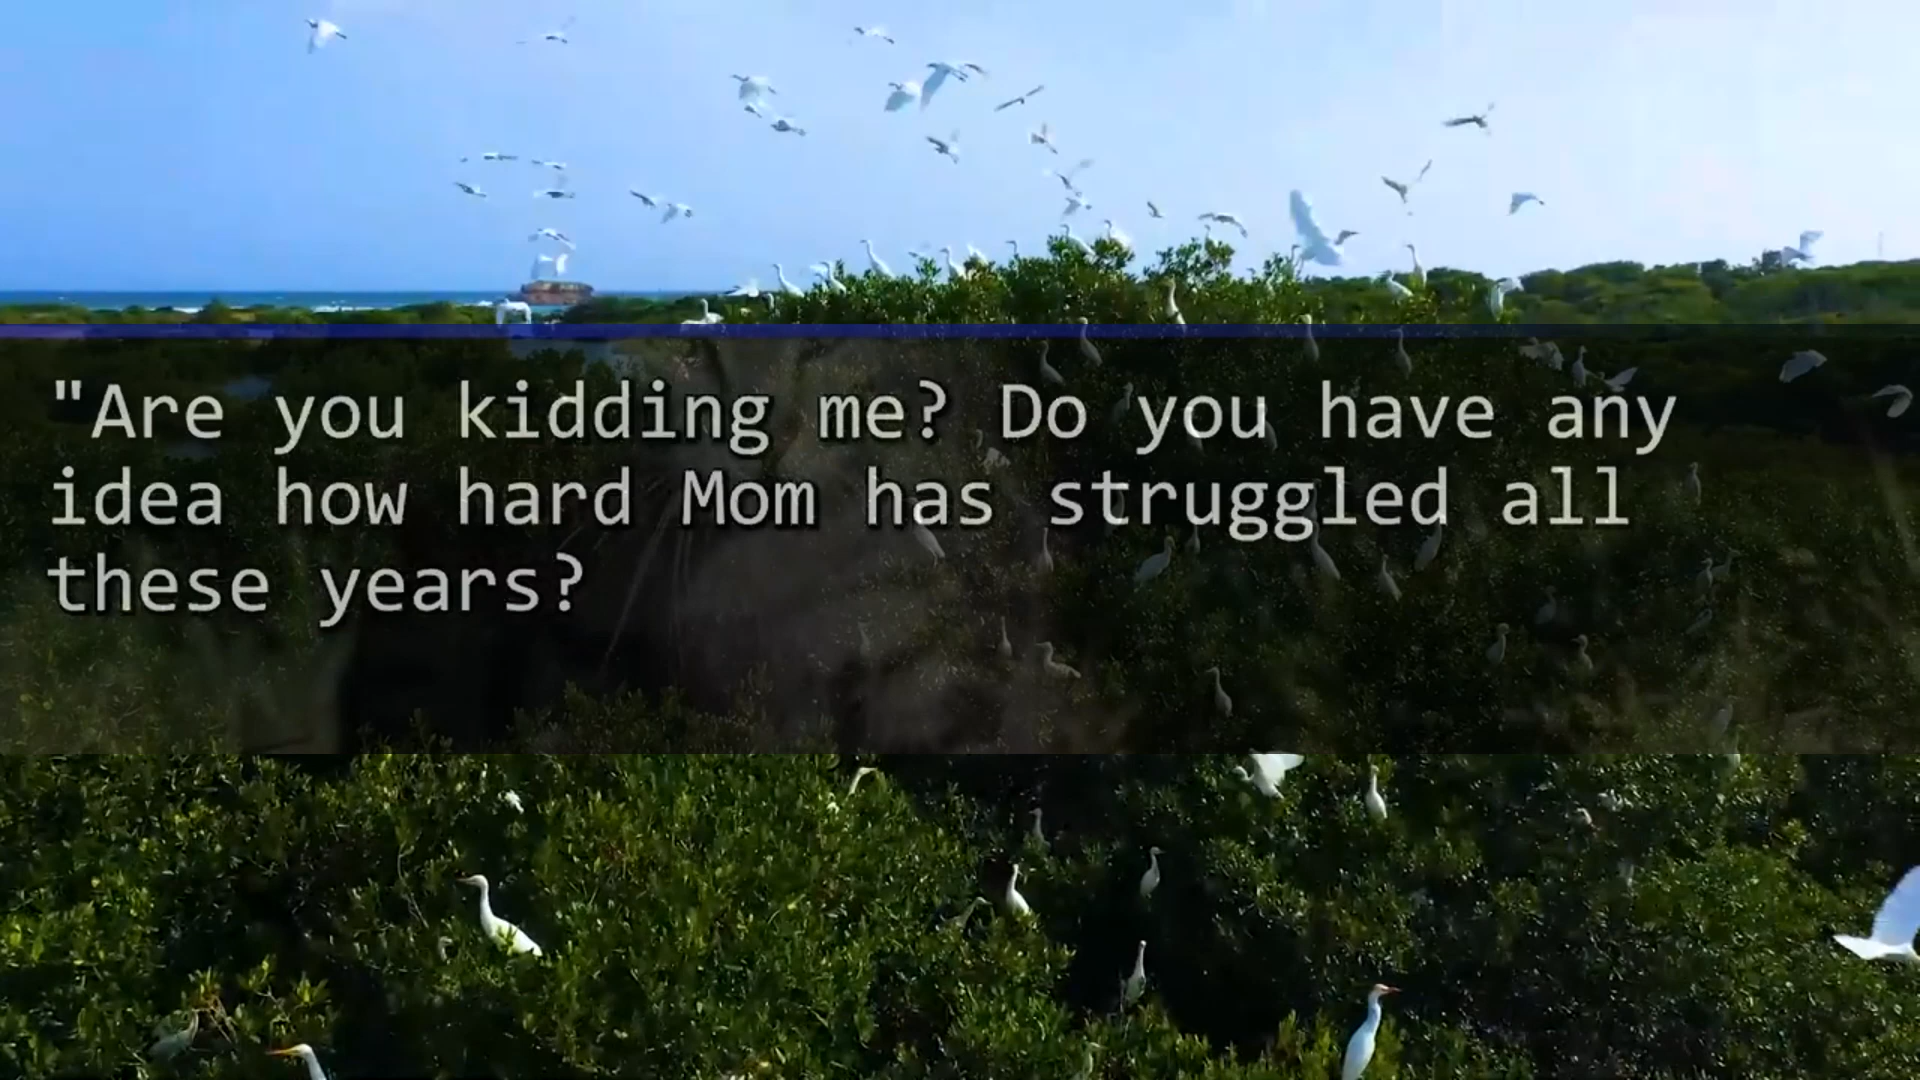 "Are you kidding me? Do you have any
idea how hard Mom has struggled all
these years?